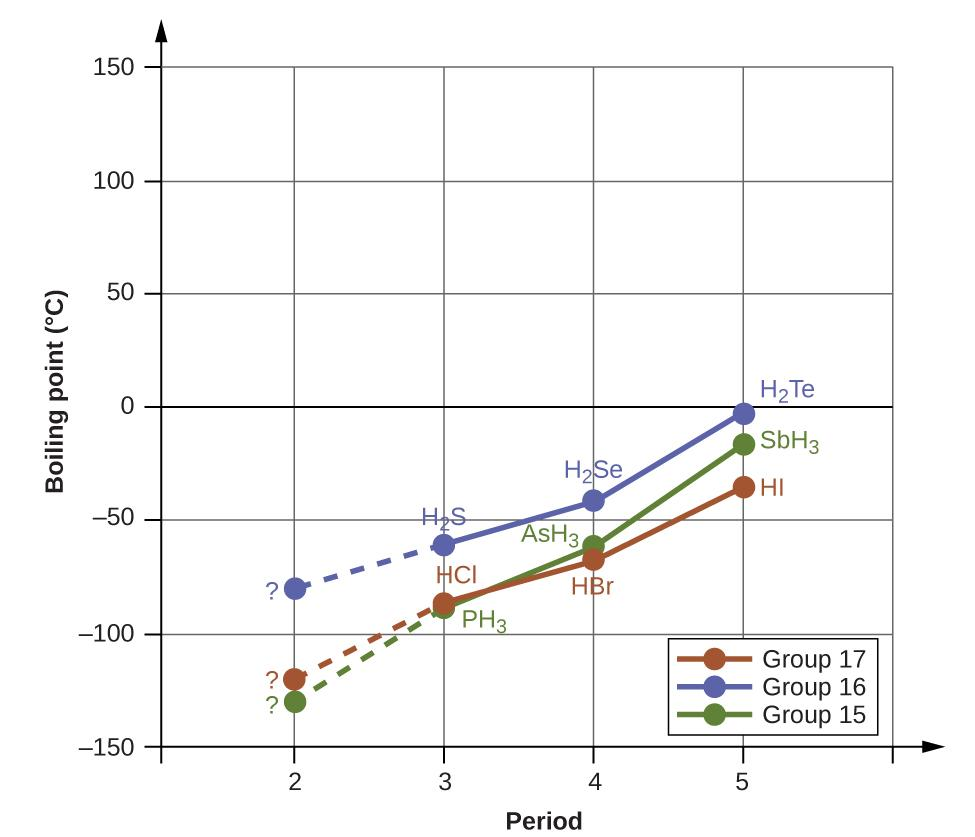 150
100
50
0
–50
–100
–150
Boiling point (°C)
H₂Te
SbH₃
HI
H₂Se
AsH₃
HBr
H₂S
HCl
PH₃
?
?
?
Group 17
Group 16
Group 15
2 3 4 5
Period